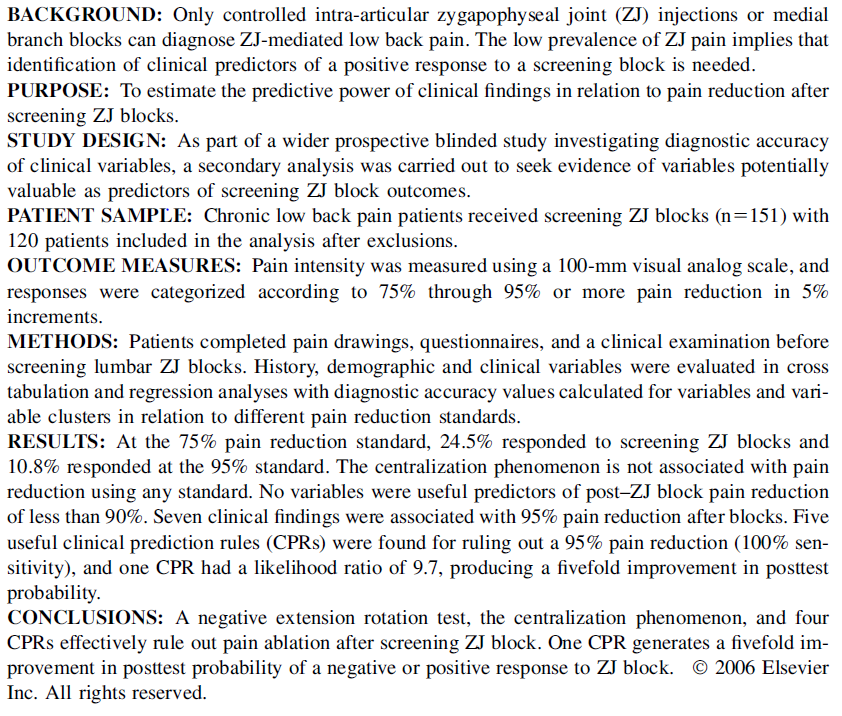 BACKGROUND: Only controlled intra-articular zygapophyseal joint (ZJ) injections or medial
branch blocks can diagnose ZJ-mediated low back pain. The low prevalence of ZJ pain implies that
identification of clinical predictors of a positive response to a screening block is needed.
PURPOSE: To estimate the predictive power of clinical findings in relation to pain reduction after
screening ZJ blocks.
STUDY DESIGN: As part of a wider prospective blinded study investigating diagnostic accuracy
of clinical variables, a secondary analysis was carried out to seek evidence of variables potentially
valuable as predictors of screening ZJ block outcomes.
PATIENT SAMPLE: Chronic low back pain patients received screening ZJ blocks (n=151) with
120 patients included in the analysis after exclusions.
OUTCOME MEASURES: Pain intensity was measured using a 100-mm visual analog scale, and
responses were categorized according to 75% through 95% or more pain reduction in 5%
increments.
METHODS: Patients completed pain drawings, questionnaires, and a clinical examination before
screening lumbar ZJ blocks. History, demographic and clinical variables were evaluated in cross
tabulation and regression analyses with diagnostic accuracy values calculated for variables and vari-
able clusters in relation to different pain reduction standards.
RESULTS: At the 75% pain reduction standard, 24.5% responded to screening ZJ blocks and
10.8% responded at the 95% standard. The centralization phenomenon is not associated with pain
reduction using any standard. No variables were useful predictors of post–ZJ block pain reduction
of less than 90%. Seven clinical findings were associated with 95% pain reduction after blocks. Five
useful clinical prediction rules (CPRs) were found for ruling out a 95% pain reduction (100% sen-
sitivity), and one CPR had a likelihood ratio of 9.7, producing a fivefold improvement in posttest
probability.
CONCLUSIONS: A negative extension rotation test, the centralization phenomenon, and four
CPRs effectively rule out pain ablation after screening ZJ block. One CPR generates a fivefold im-
provement in posttest probability of a negative or positive response to ZJ block. © 2006 Elsevier
Inc. All rights reserved.